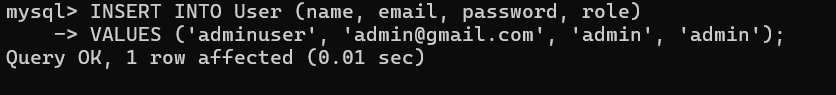 mysql> INSERT INTO User (name, email, password, role)
    -> VALUES ('adminuser', 'admin@gmail.com', 'admin', 'admin');
Query OK, 1 row affected (0.01 sec)